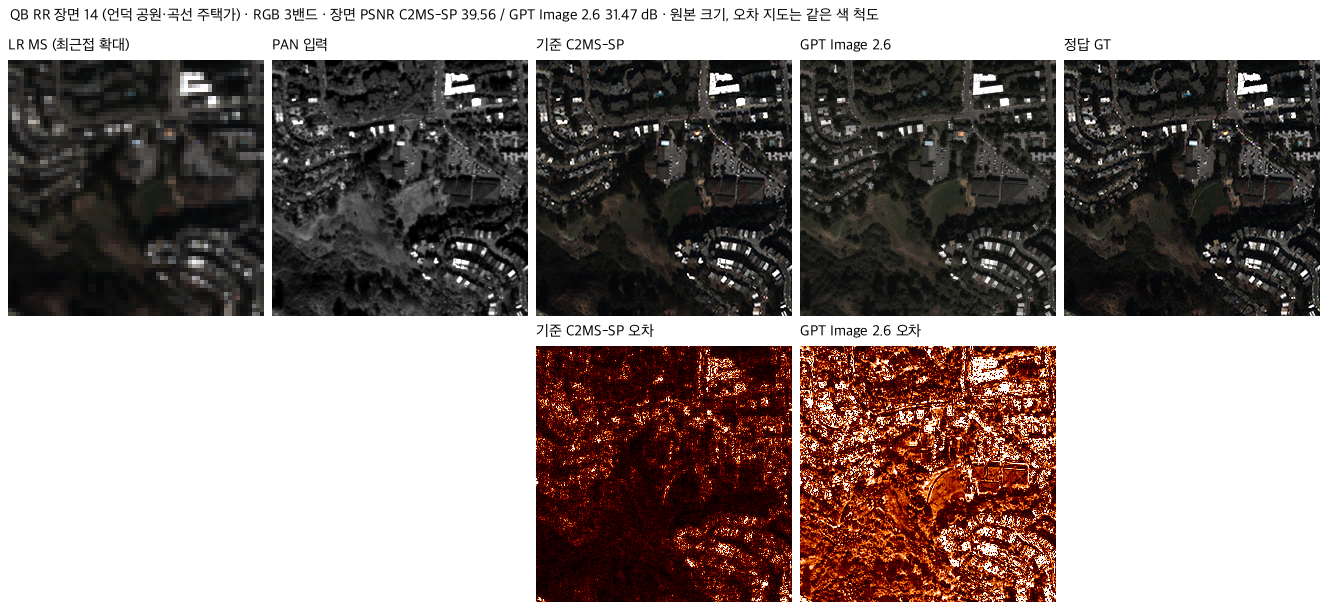 QB RR 장면 14 (언덕 공원·곡선 주택가) · RGB 3밴드 · 장면 PSNR C2MS-SP 39.56 / GPT Image 2.6 31.47 dB · 원본 크기, 오차 지도는 같은 색 척도
LR MS (최근접 확대)
PAN 입력
기준 C2MS-SP
GPT Image 2.6
정답 GT
기준 C2MS-SP 오차
GPT Image 2.6 오차